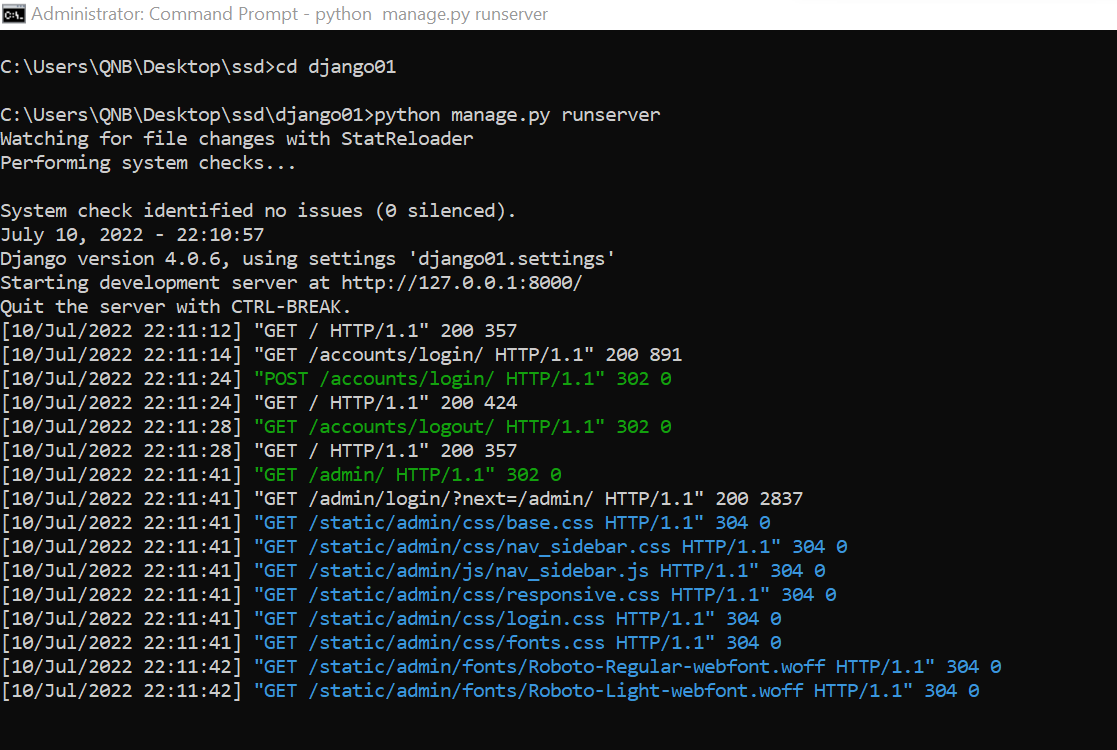 Administrator: Command Prompt - python  manage.py runserver
C:\Users\QNB\Desktop\ssd>cd django01
C:\Users\QNB\Desktop\ssd\django01>python manage.py runserver
Watching for file changes with StatReloader
Performing system checks...
System check identified no issues (0 silenced).
July 10, 2022 - 22:10:57
Django version 4.0.6, using settings 'django01.settings'
Starting development server at http://127.0.0.1:8000/
Quit the server with CTRL-BREAK.
[10/Jul/2022 22:11:12] "GET / HTTP/1.1" 200 357
[10/Jul/2022 22:11:14] "GET /accounts/login/ HTTP/1.1" 200 891
[10/Jul/2022 22:11:24] "POST /accounts/login/ HTTP/1.1" 302 0
[10/Jul/2022 22:11:24] "GET / HTTP/1.1" 200 424
[10/Jul/2022 22:11:28] "GET /accounts/logout/ HTTP/1.1" 302 0
[10/Jul/2022 22:11:28] "GET / HTTP/1.1" 200 357
[10/Jul/2022 22:11:41] "GET /admin/ HTTP/1.1" 302 0
[10/Jul/2022 22:11:41] "GET /admin/login/?next=/admin/ HTTP/1.1" 200 2837
[10/Jul/2022 22:11:41] "GET /static/admin/css/base.css HTTP/1.1" 304 0
[10/Jul/2022 22:11:41] "GET /static/admin/css/nav_sidebar.css HTTP/1.1" 304 0
[10/Jul/2022 22:11:41] "GET /static/admin/js/nav_sidebar.js HTTP/1.1" 304 0
[10/Jul/2022 22:11:41] "GET /static/admin/css/responsive.css HTTP/1.1" 304 0
[10/Jul/2022 22:11:41] "GET /static/admin/css/login.css HTTP/1.1" 304 0
[10/Jul/2022 22:11:41] "GET /static/admin/css/fonts.css HTTP/1.1" 304 0
[10/Jul/2022 22:11:42] "GET /static/admin/fonts/Roboto-Regular-webfont.woff HTTP/1.1" 304 0
[10/Jul/2022 22:11:42] "GET /static/admin/fonts/Roboto-Light-webfont.woff HTTP/1.1" 304 0